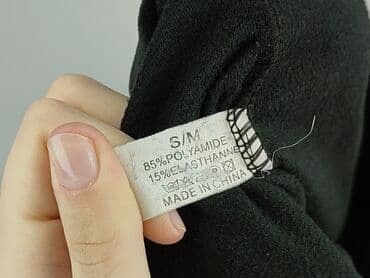 S/M
85%POLYAMIDE
15%ELASTHANNE
MADE IN CHINA